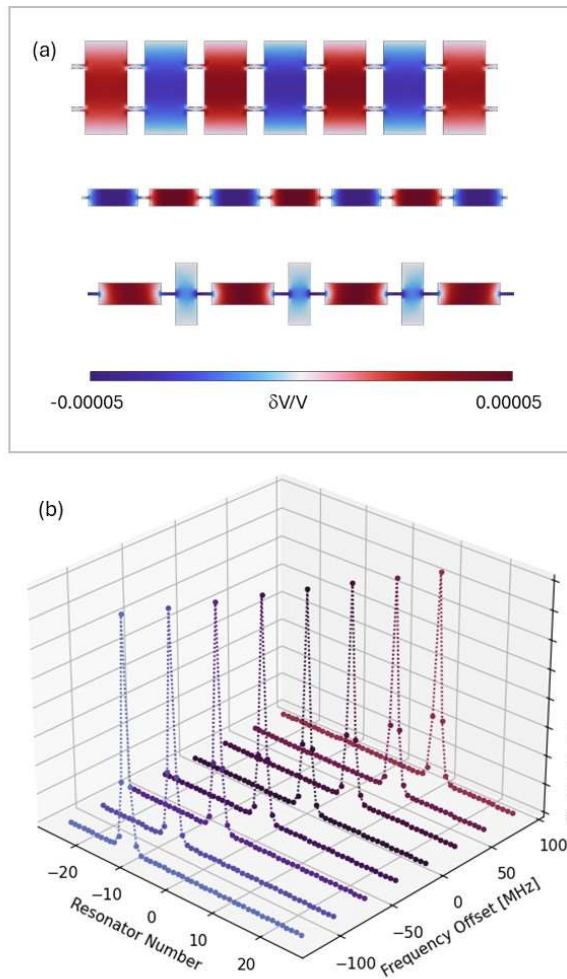 (a)
-0.00005 δV/V 0.00005
(b)
-20
-10
0
10
20
Resonator Number
-100
-50
0
50
100
Frequency Offset [MHz]